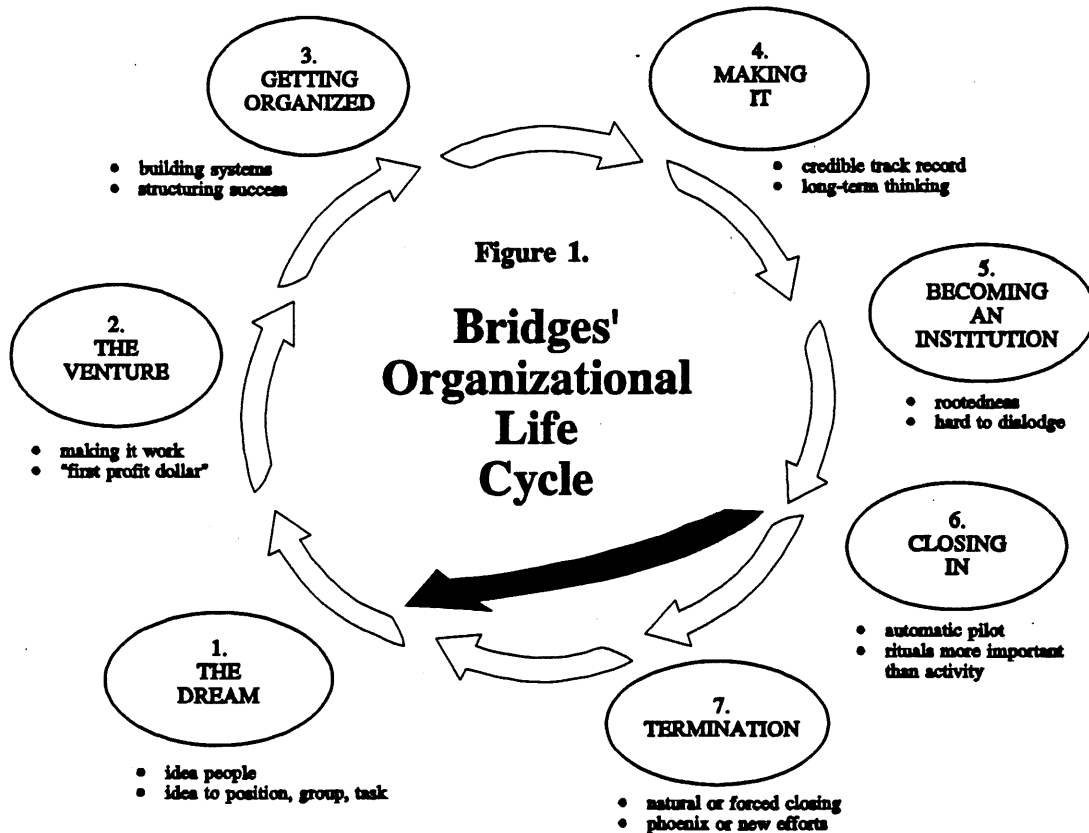 Figure 1.
Bridges'
Organizational
Life
Cycle
1.
THE
DREAM
• idea people
• idea to position, group, task
2.
THE
VENTURE
• making it work
• "first profit dollar"
3.
GETTING
ORGANIZED
• building systems
• structuring success
4.
MAKING
IT
• credible track record
• long-term thinking
5.
BECOMING
AN
INSTITUTION
• rootedness
• hard to dislodge
6.
CLOSING
IN
• automatic pilot
• rituals more important
than activity
7.
TERMINATION
• natural or forced closing
• phoenix or new efforts